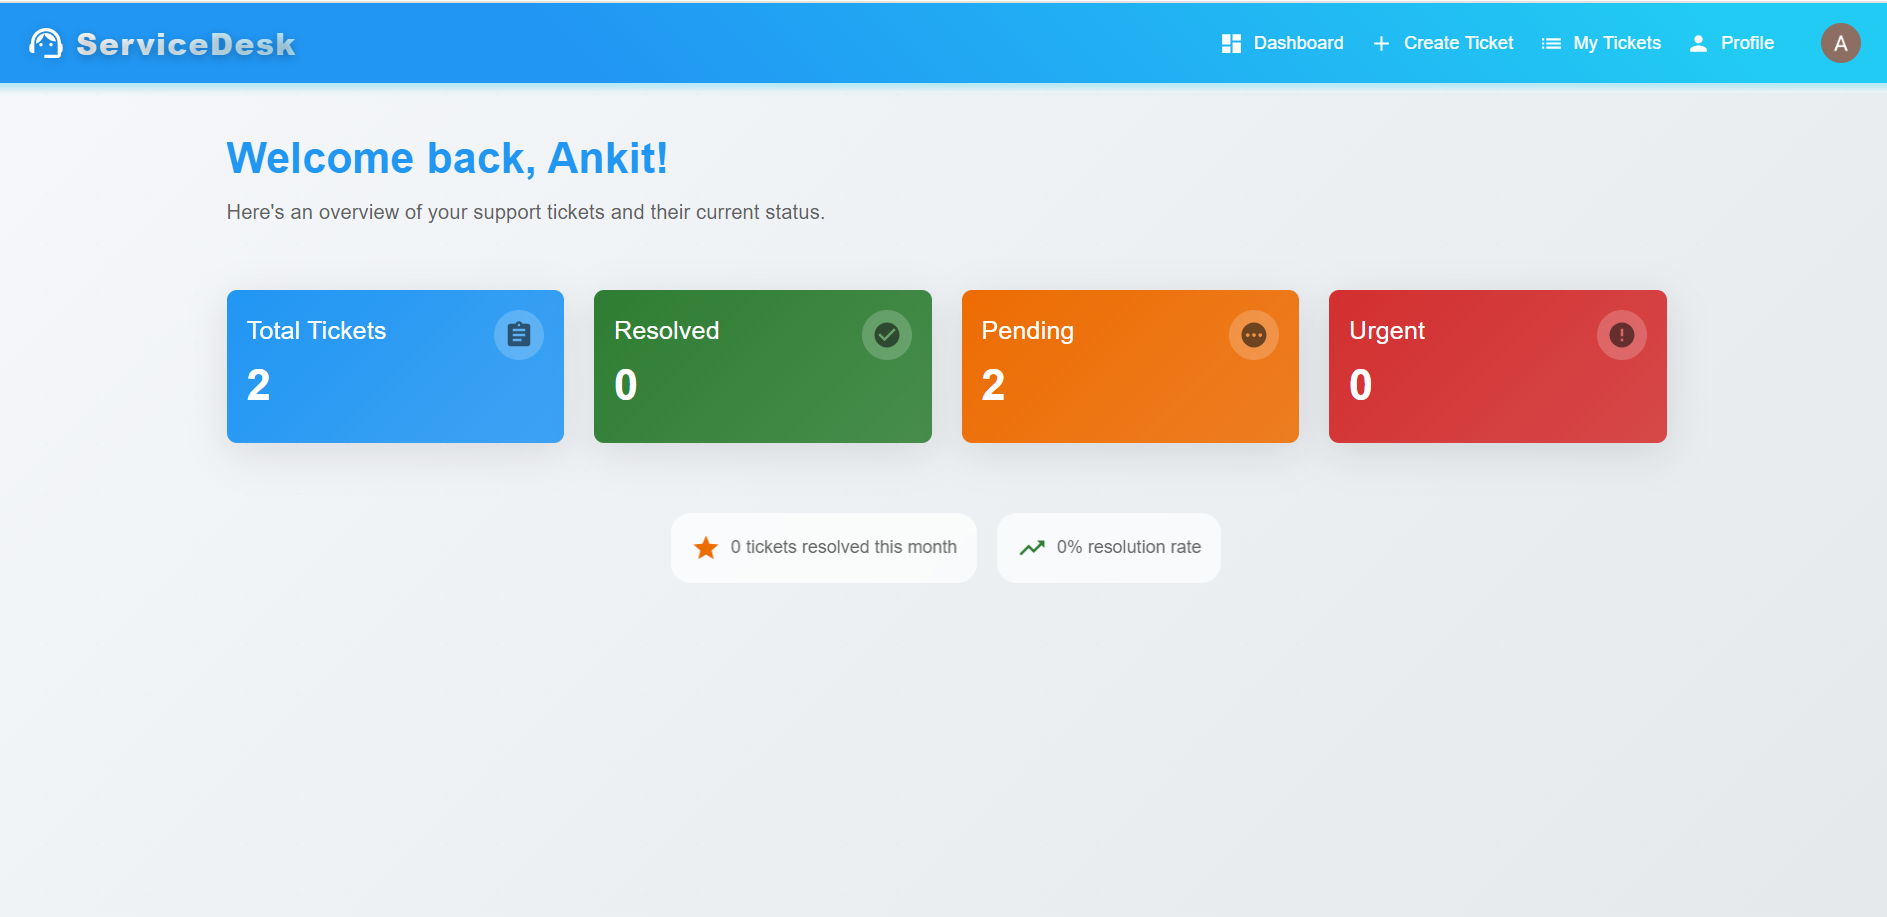 ServiceDesk
Dashboard
Create Ticket
My Tickets
Profile
A
Welcome back, Ankit!
Here's an overview of your support tickets and their current status.
Total Tickets
2
Resolved
0
Pending
2
Urgent
0
0 tickets resolved this month
0% resolution rate